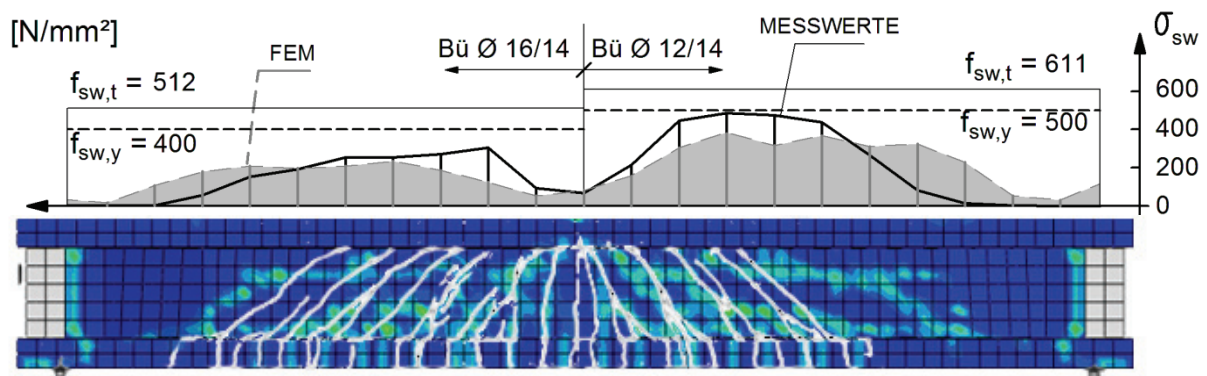 [N/mm²]
FEM
Bü Ø 16/14
Bü Ø 12/14
MESSWERTE
σsw
fsw,t = 512
fsw,t = 611
600
fsw,y = 400
fsw,y = 500
400
200
0